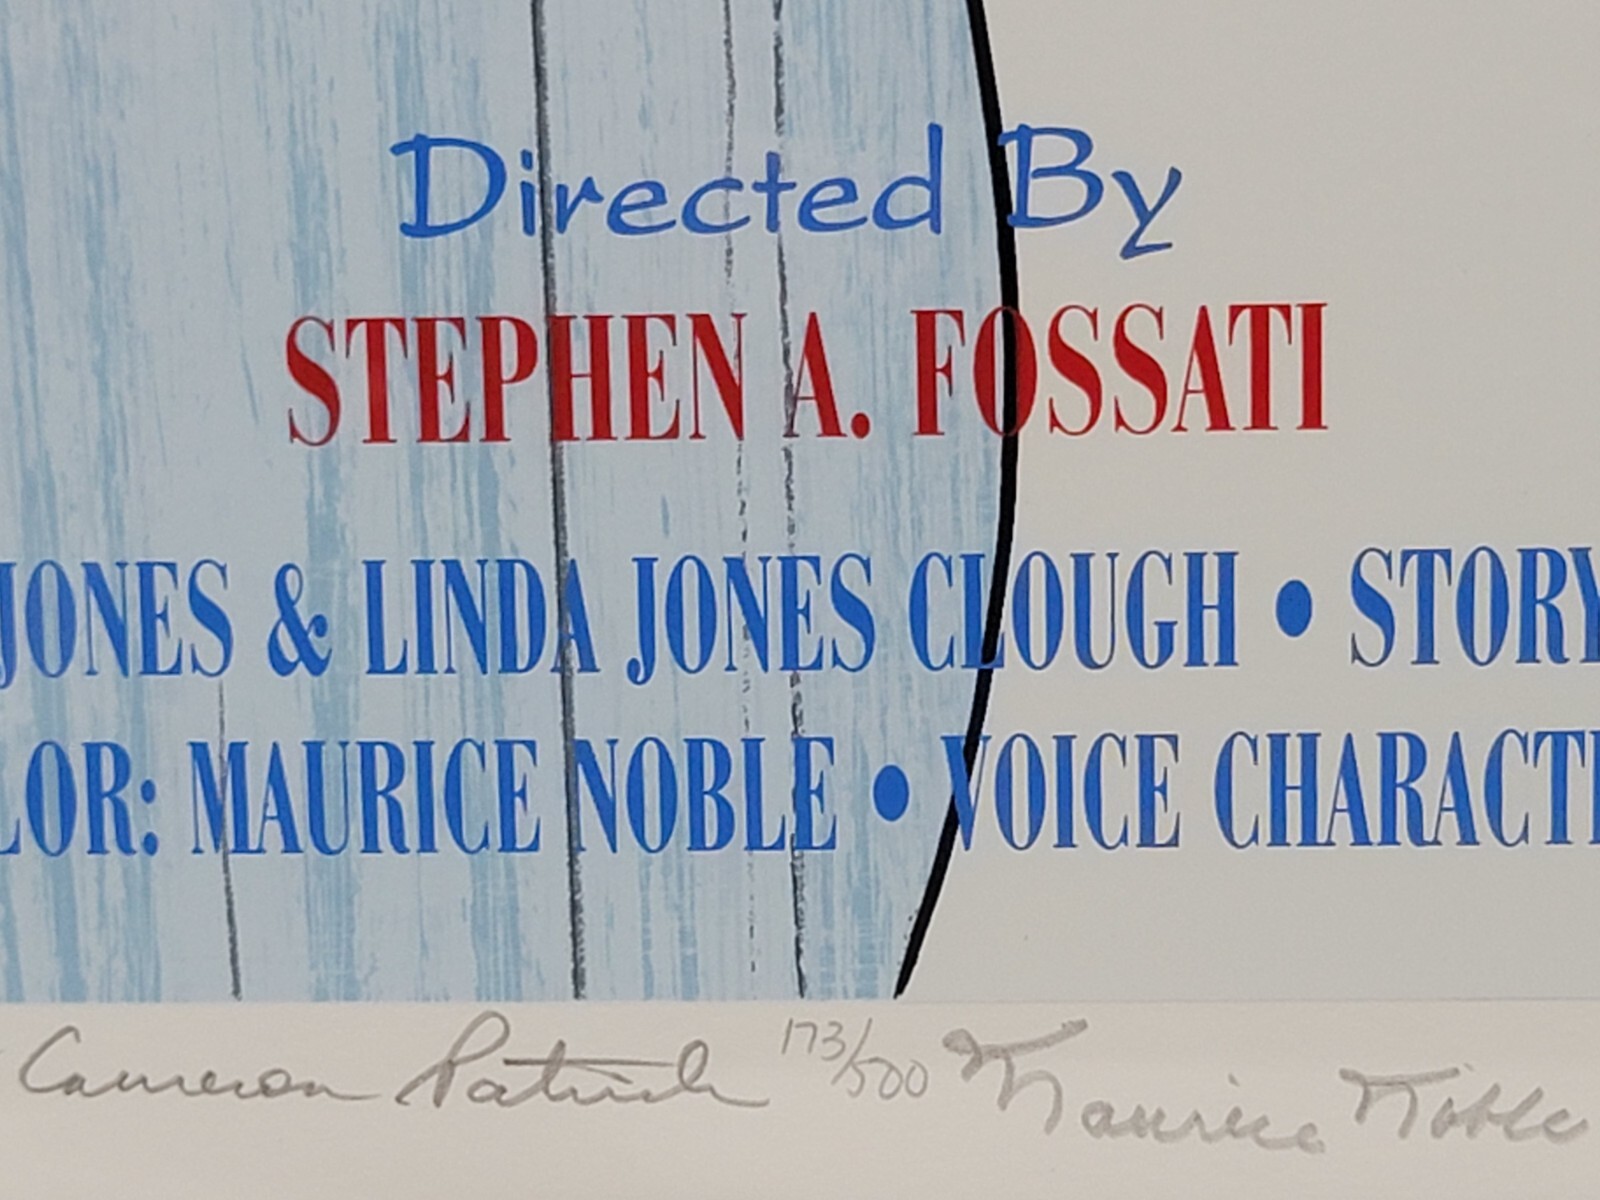 Directed By
STEPHEN A. FOSSATI
JONES & LINDA JONES CLOUGH • STORY
LOR: MAURICE NOBLE • VOICE CHARACTE
Cameron Patrick 173/500 Maurice Noble